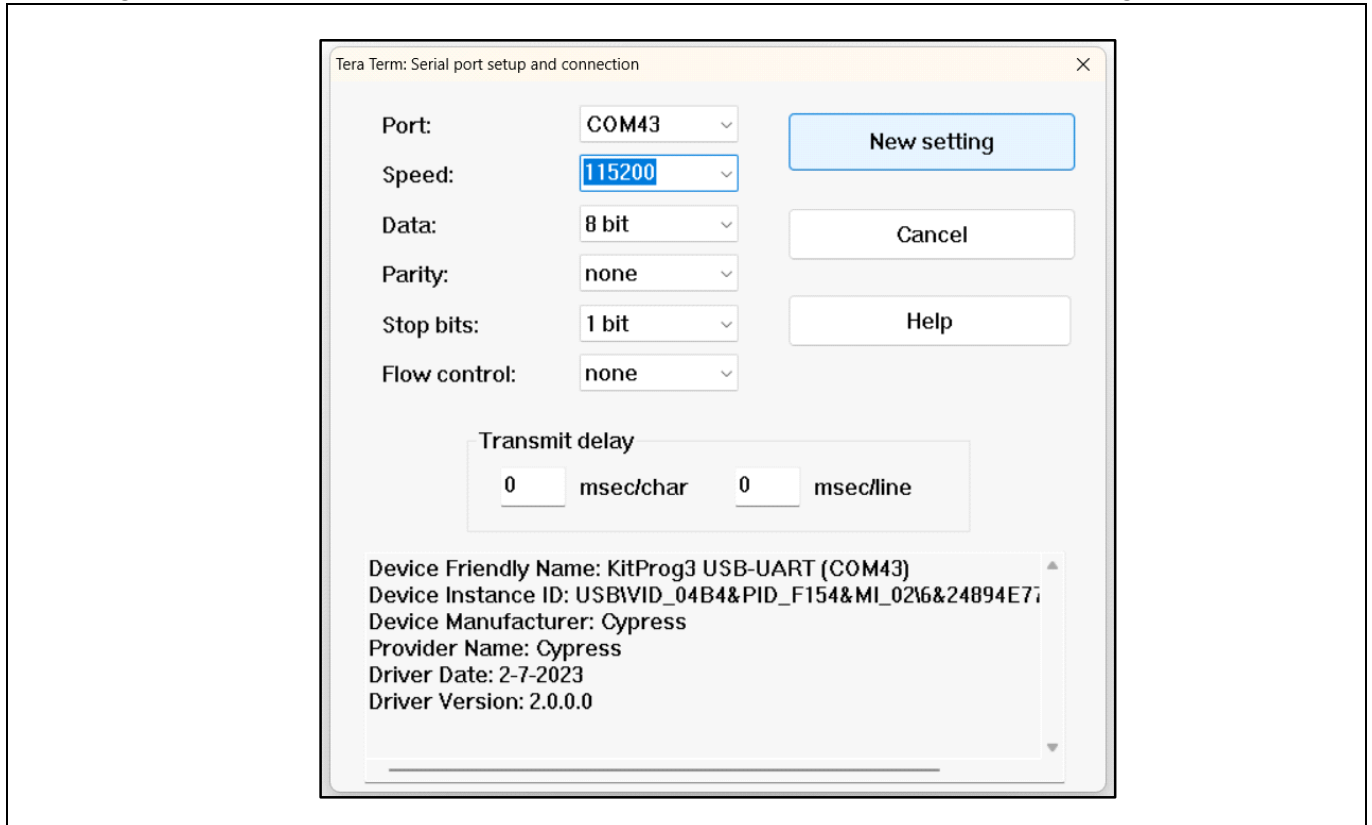 Tera Term: Serial port setup and connection
Port: COM43 New setting
Speed: 115200
Data: 8 bit Cancel
Parity: none
Stop bits: 1 bit Help
Flow control: none
Transmit delay
0 msec/char 0 msec/line
Device Friendly Name: KitProg3 USB-UART (COM43)
Device Instance ID: USB\VID_04B4&PID_F154&MI_02\6&24894E77
Device Manufacturer: Cypress
Provider Name: Cypress
Driver Date: 2-7-2023
Driver Version: 2.0.0.0